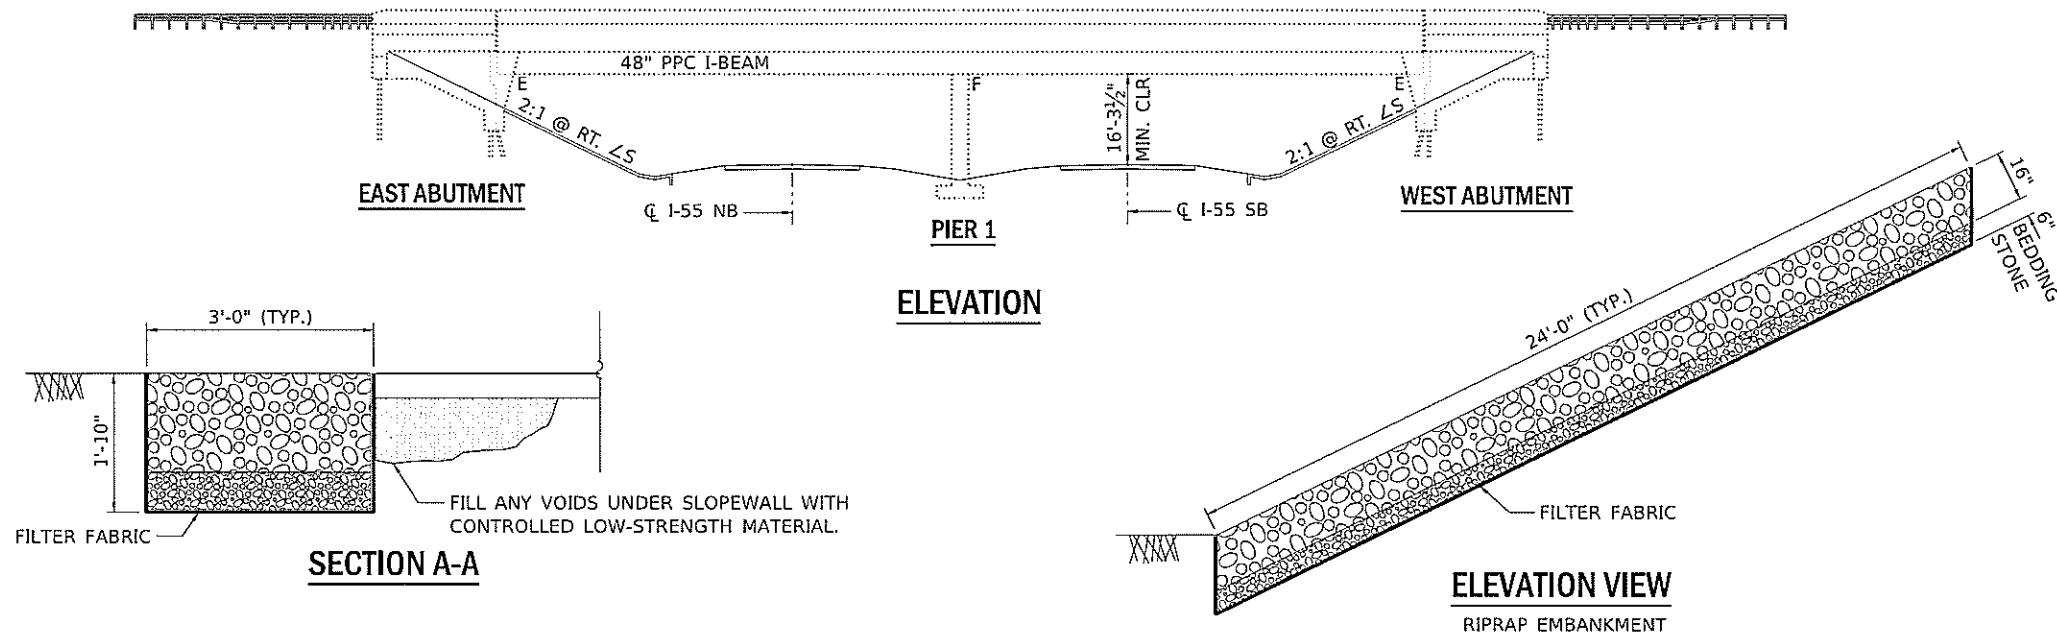 48" PPC I-BEAM
E
F
E
2:1 @ RT. ∠S
16'-3½"
MIN. CLR
2:1 @ RT. ∠S
EAST ABUTMENT
WEST ABUTMENT
℄ I-55 NB
℄ I-55 SB
PIER 1
ELEVATION
3'-0" (TYP.)
1'-10"
FILTER FABRIC
FILL ANY VOIDS UNDER SLOPEWALL WITH
CONTROLLED LOW-STRENGTH MATERIAL.
SECTION A-A
16"
6"
BEDDING
STONE
24'-0" (TYP.)
FILTER FABRIC
ELEVATION VIEW
RIPRAP EMBANKMENT